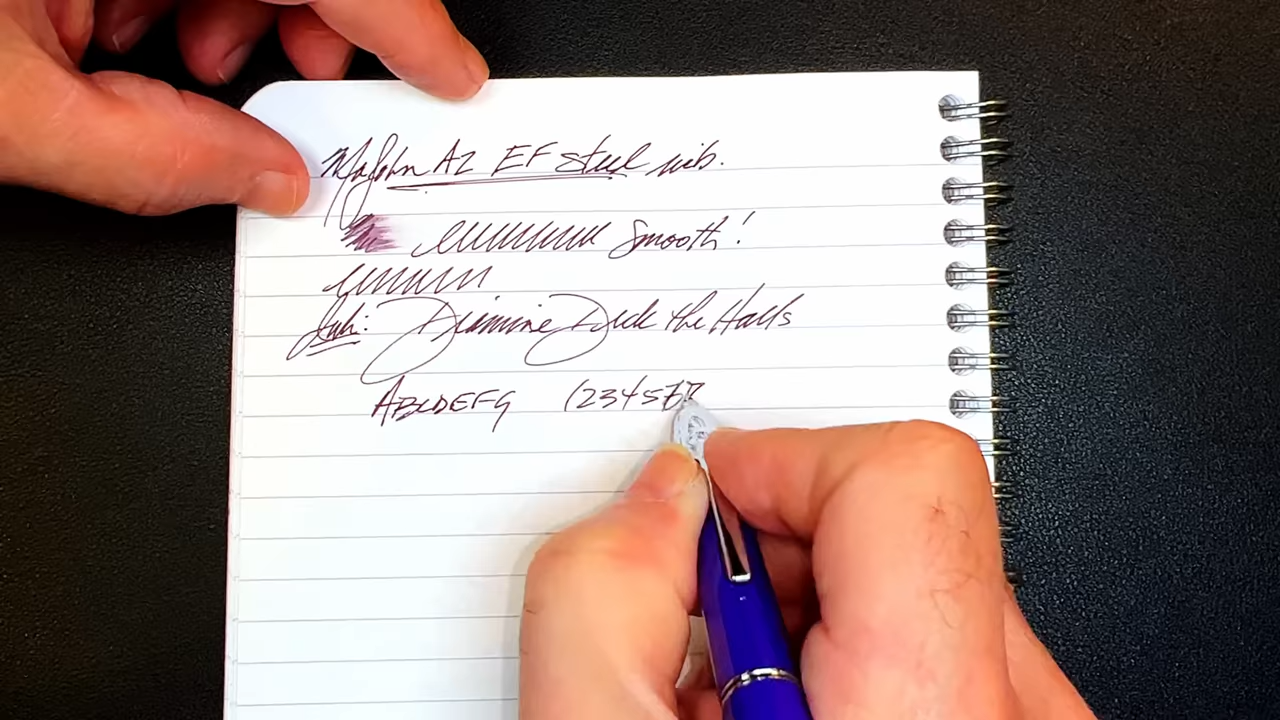 Majohn A2 EF steel nib.
Smooth!
Ink: Diamine Deck the Halls
ABCDEFG 1234567